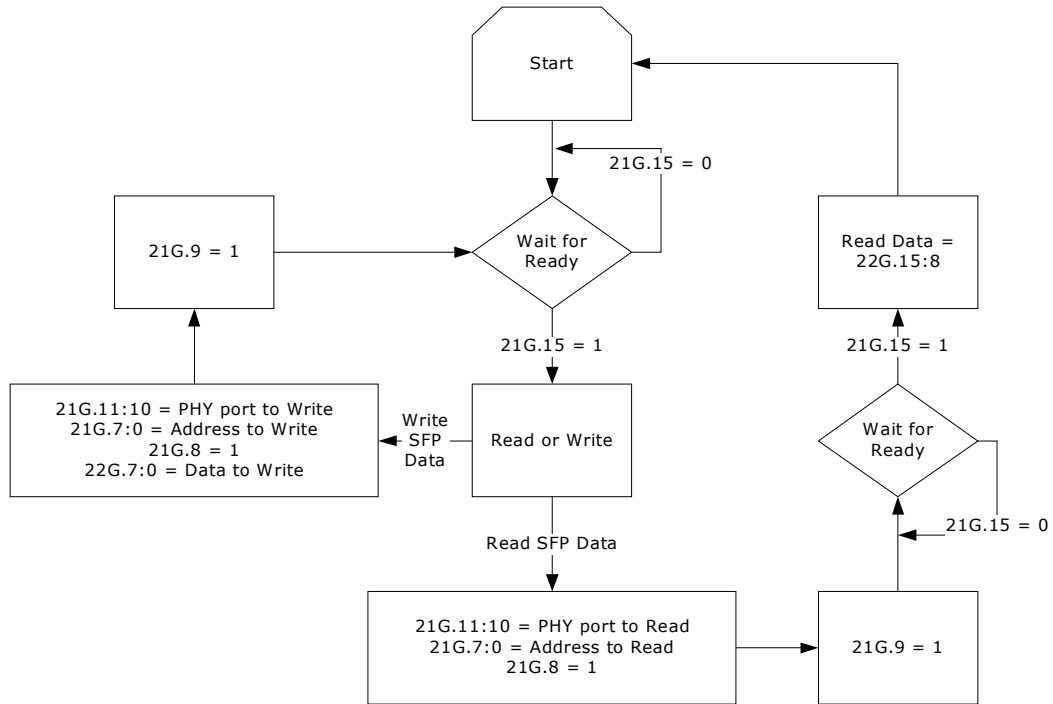 Start
21G.15 = 0
21G.9 = 1
Wait for
Ready
Read Data =
22G.15:8
21G.15 = 1
21G.15 = 1
21G.11:10 = PHY port to Write
21G.7:0 = Address to Write
21G.8 = 1
22G.7:0 = Data to Write
Write
SFP
Data
Read or Write
Wait for
Ready
21G.15 = 0
Read SFP Data
21G.11:10 = PHY port to Read
21G.7:0 = Address to Read
21G.8 = 1
21G.9 = 1